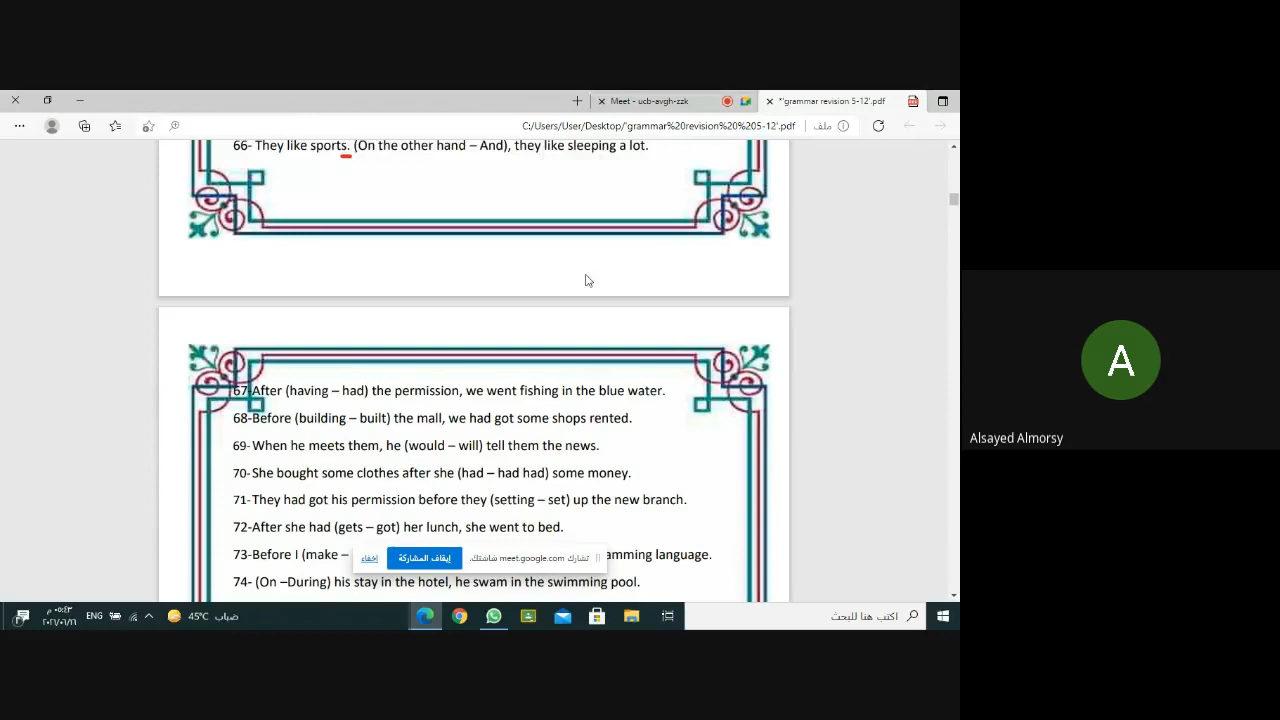 Meet - ucb-avgh-zzk
*'grammar revision 5-12'.pdf
C:/Users/User/Desktop/'grammar%20revision%20%205-12'.pdf
ملف
66- They like sports. (On the other hand – And), they like sleeping a lot.
67-After (having – had) the permission, we went fishing in the blue water.
68-Before (building – built) the mall, we had got some shops rented.
69-When he meets them, he (would – will) tell them the news.
70-She bought some clothes after she (had – had had) some money.
71-They had got his permission before they (setting – set) up the new branch.
72-After she had (gets – got) her lunch, she went to bed.
73-Before I (make – amming language.
تشارك meet.google.com شاشتك.
إيقاف المشاركة
إخفاء
74- (On –During) his stay in the hotel, he swam in the swimming pool.
A
Alsayed Almorsy
ENG
45°C ضباب
اكتب هنا للبحث